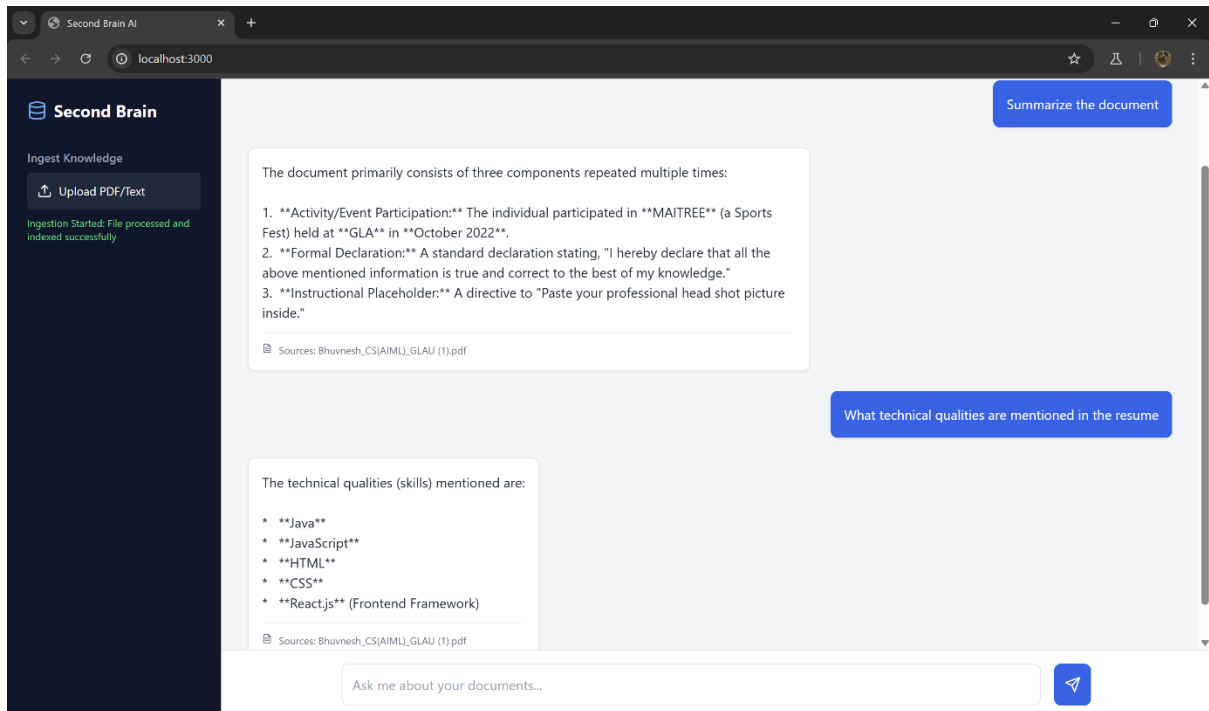 Second Brain AI
localhost:3000
Second Brain
Ingest Knowledge
Upload PDF/Text
Ingestion Started: File processed and
indexed successfully
Summarize the document
The document primarily consists of three components repeated multiple times:
1. **Activity/Event Participation:** The individual participated in **MAITREE** (a Sports
Fest) held at **GLA** in **October 2022**.
2. **Formal Declaration:** A standard declaration stating, "I hereby declare that all the
above mentioned information is true and correct to the best of my knowledge."
3. **Instructional Placeholder:** A directive to "Paste your professional head shot picture
inside."
Sources: Bhuvnesh_CS(AIML)_GLAU (1).pdf
What technical qualities are mentioned in the resume
The technical qualities (skills) mentioned are:
* **Java**
* **JavaScript**
* **HTML**
* **CSS**
* **React.js** (Frontend Framework)
Sources: Bhuvnesh_CS(AIML)_GLAU (1).pdf
Ask me about your documents...